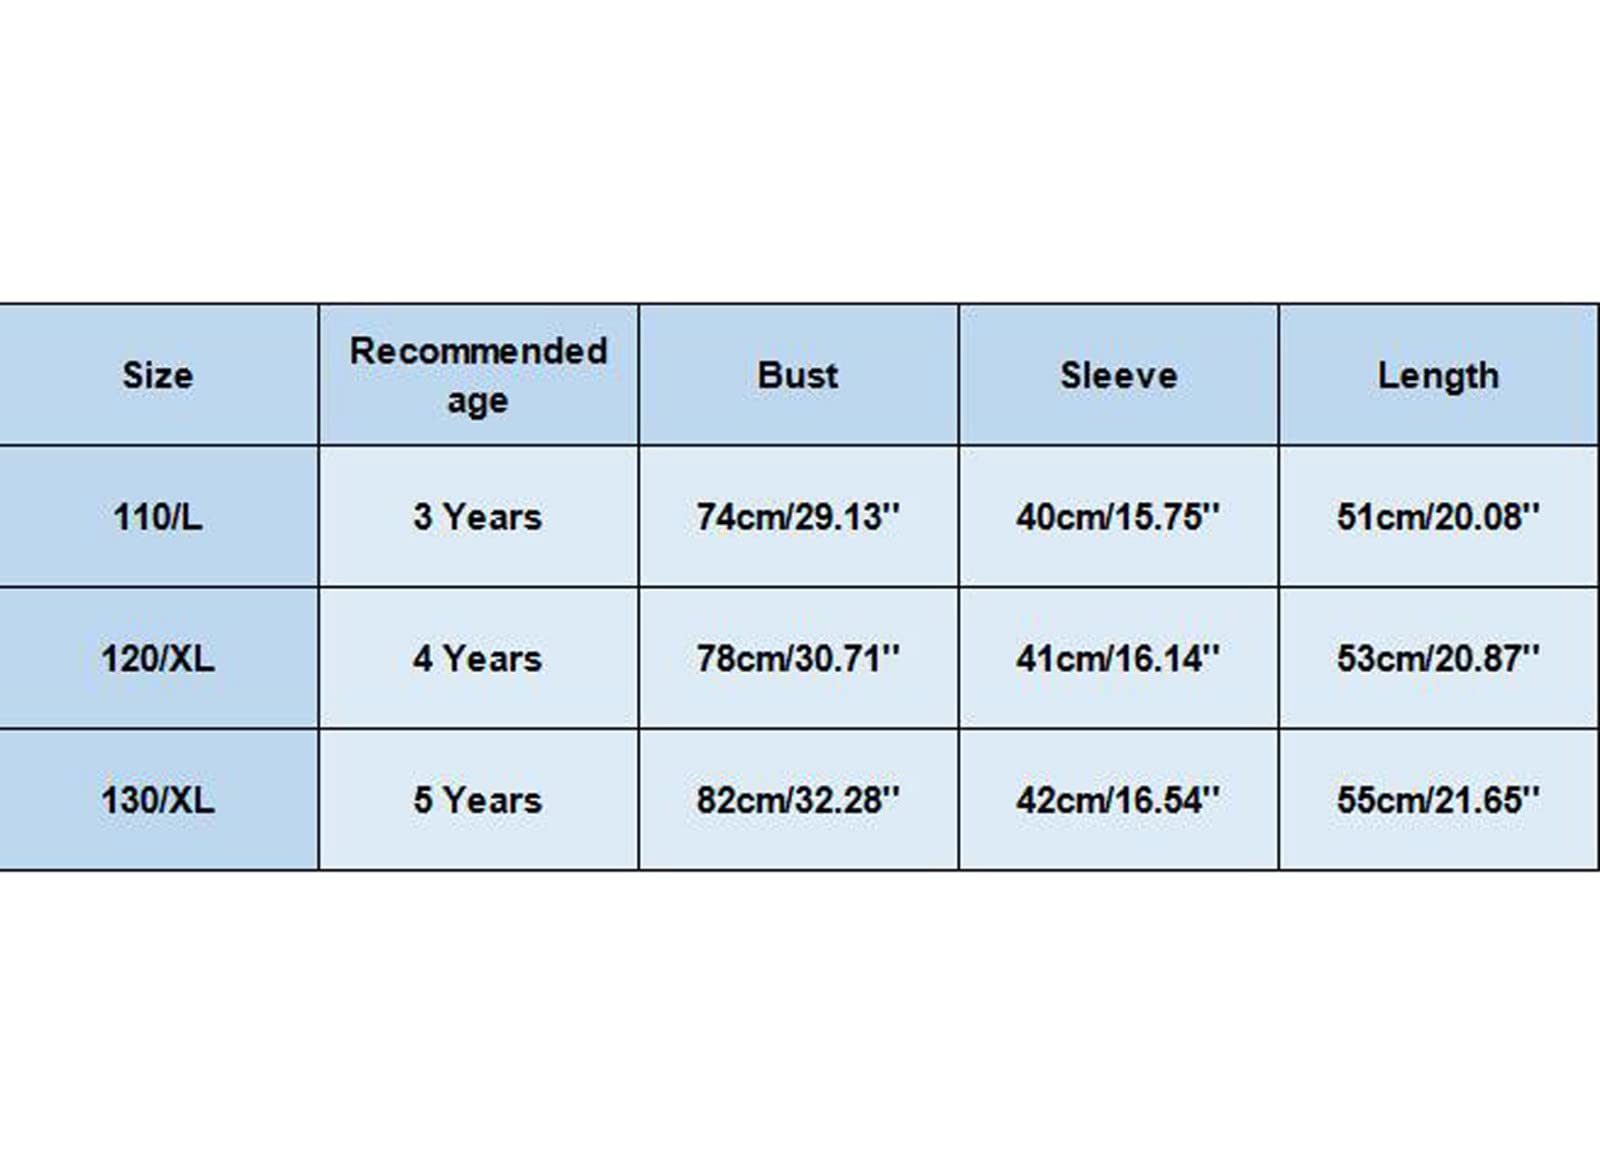 Size Recommended age Bust Sleeve Length
110/L 3 Years 74cm/29.13'' 40cm/15.75'' 51cm/20.08''
120/XL 4 Years 78cm/30.71'' 41cm/16.14'' 53cm/20.87''
130/XL 5 Years 82cm/32.28'' 42cm/16.54'' 55cm/21.65''